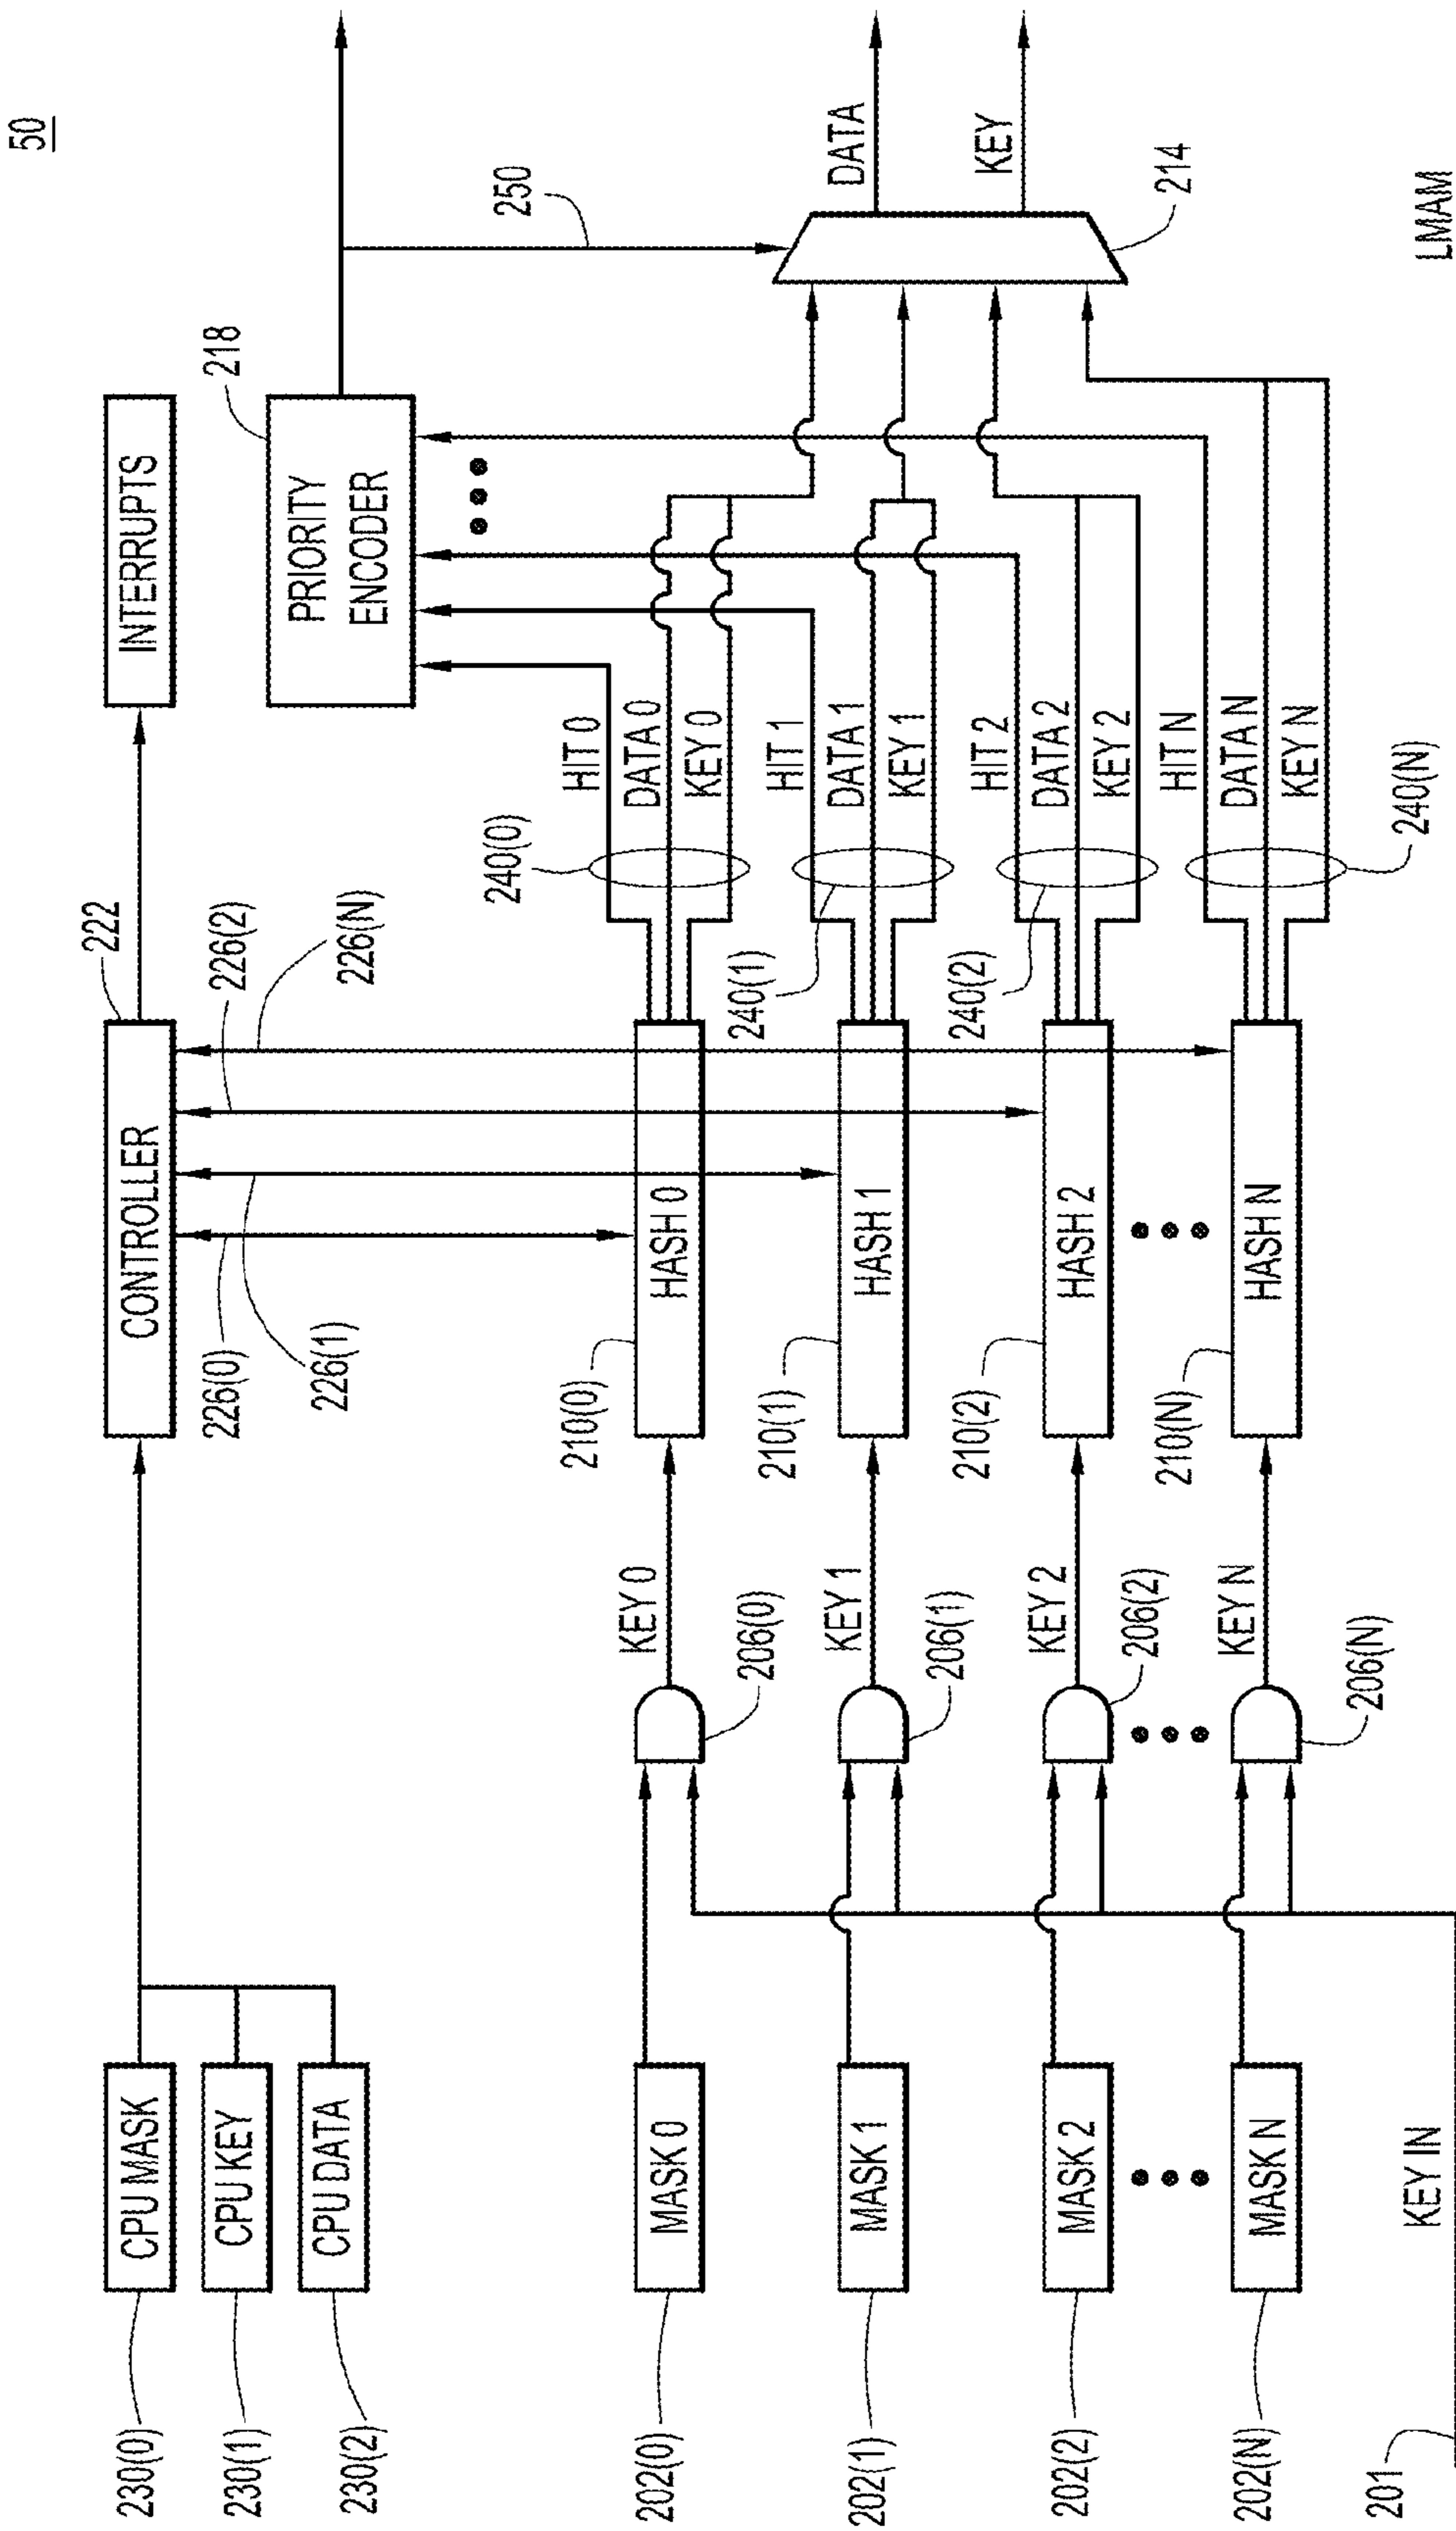 50
230(0)
CPU MASK
230(1)
CPU KEY
230(2)
CPU DATA
CONTROLLER
222
INTERRUPTS
226(0)
226(1)
226(2)
226(N)
PRIORITY
ENCODER
218
250
202(0)
MASK 0
KEY 0
206(0)
210(0)
HASH 0
240(0)
HIT 0
DATA 0
KEY 0
202(1)
MASK 1
KEY 1
206(1)
210(1)
HASH 1
240(1)
HIT 1
DATA 1
KEY 1
202(2)
MASK 2
KEY 2
206(2)
210(2)
HASH 2
240(2)
HIT 2
DATA 2
KEY 2
202(N)
MASK N
KEY N
206(N)
210(N)
HASH N
240(N)
HIT N
DATA N
KEY N
DATA
KEY
214
201
KEY IN
LMAM